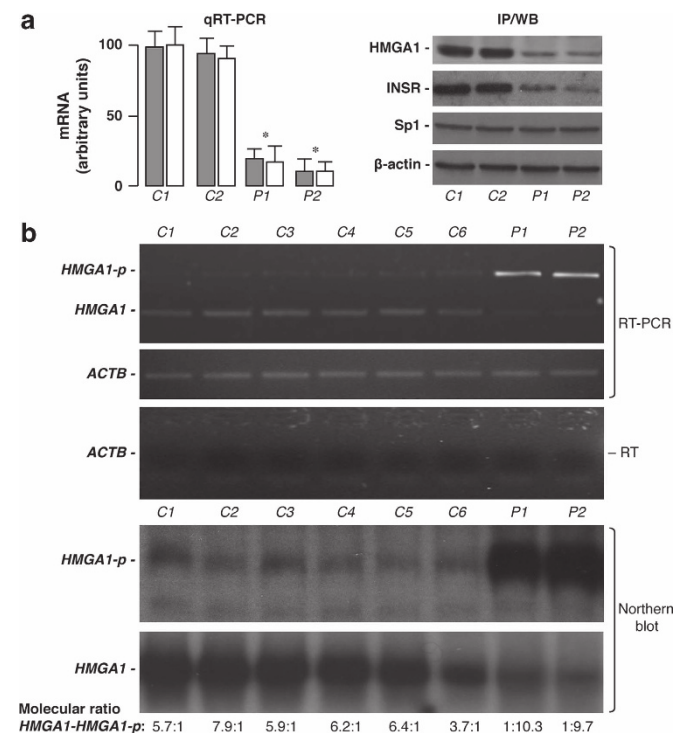 a
qRT-PCR
mRNA
(arbitrary units)
100
50
0
*
*
C1 C2 P1 P2
IP/WB
HMGA1 -
INSR -
Sp1 -
β-actin -
C1 C2 P1 P2
b
C1 C2 C3 C4 C5 C6 P1 P2
HMGA1-p -
HMGA1 -
RT-PCR
ACTB -
ACTB -
– RT
C1 C2 C3 C4 C5 C6 P1 P2
HMGA1-p -
Northern
blot
HMGA1 -
Molecular ratio
HMGA1-HMGA1-p: 5.7:1 7.9:1 5.9:1 6.2:1 6.4:1 3.7:1 1:10.3 1:9.7